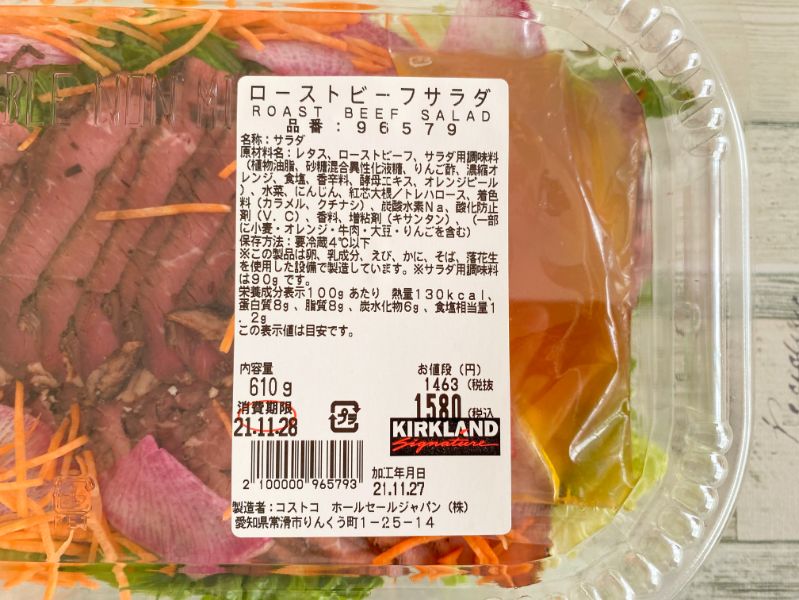 ローストビーフサラダ
ROAST BEEF SALAD
品番:96579
名称:サラダ
原材料名:レタス、ローストビーフ、サラダ用調味料
(植物油脂、砂糖混合異性化液糖、りんご酢、濃縮オ
レンジ、食塩、香辛料、酵母エキス、オレンジピール
)、水菜、にんじん、紅芯大根/トレハロース、着色
料(カラメル、クチナシ)、炭酸水素Na、酸化防止
剤(V.C)、香料、増粘剤(キサンタン)、(一部
に小麦・オレンジ・牛肉・大豆・りんごを含む)
保存方法:要冷蔵4℃以下
※この製品は卵、乳成分、えび、かに、そば、落花生
を使用した設備で製造しています。※サラダ用調味料
は90gです。
栄養成分表示100gあたり 熱量130kcal、
蛋白質8g、脂質8g、炭水化物6g、食塩相当量1
.2g
この表示値は目安です。
内容量
610g
消費期限
21.11.28
プラ
お値段(円)
1463(税抜
1580(税込
KIRKLAND
Signature
2 100000 965793
加工年月日
21.11.27
製造者:コストコ ホールセールジャパン(株)
愛知県常滑市りんくう町1-25-14